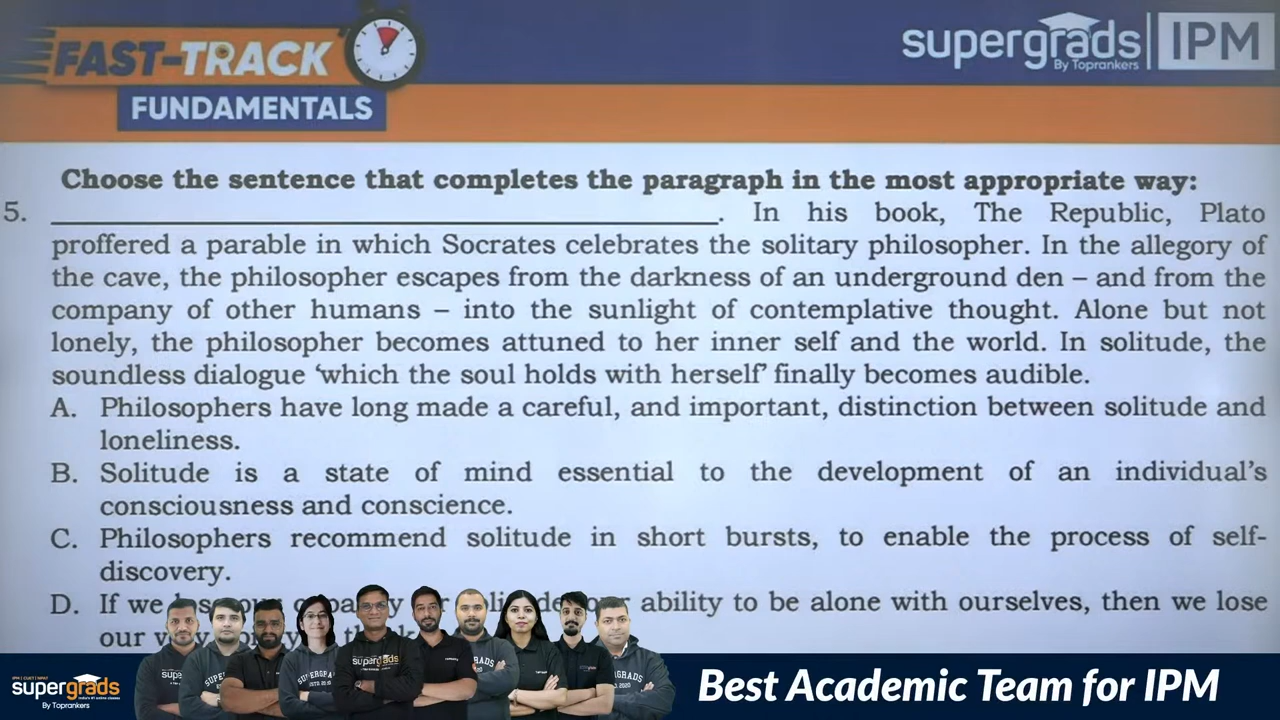 FAST-TRACK
FUNDAMENTALS
supergrads IPM
By Toprankers
Choose the sentence that completes the paragraph in the most appropriate way:
5. ______________________. In his book, The Republic, Plato
proffered a parable in which Socrates celebrates the solitary philosopher. In the allegory of
the cave, the philosopher escapes from the darkness of an underground den – and from the
company of other humans – into the sunlight of contemplative thought. Alone but not
lonely, the philosopher becomes attuned to her inner self and the world. In solitude, the
soundless dialogue ‘which the soul holds with herself’ finally becomes audible.
A. Philosophers have long made a careful, and important, distinction between solitude and
loneliness.
B. Solitude is a state of mind essential to the development of an individual’s
consciousness and conscience.
C. Philosophers recommend solitude in short bursts, to enable the process of self-
discovery.
D. If we ability to be alone with ourselves, then we lose
our
supergrads
supergrads
By Toprankers
Best Academic Team for IPM